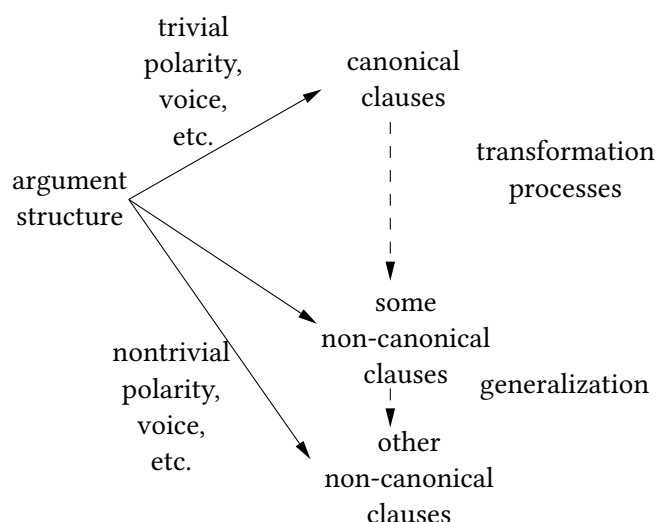 trivial
polarity,
voice,
etc.
canonical
clauses
transformation
processes
argument
structure
some
non-canonical
clauses
nontrivial
polarity,
voice,
etc.
generalization
other
non-canonical
clauses